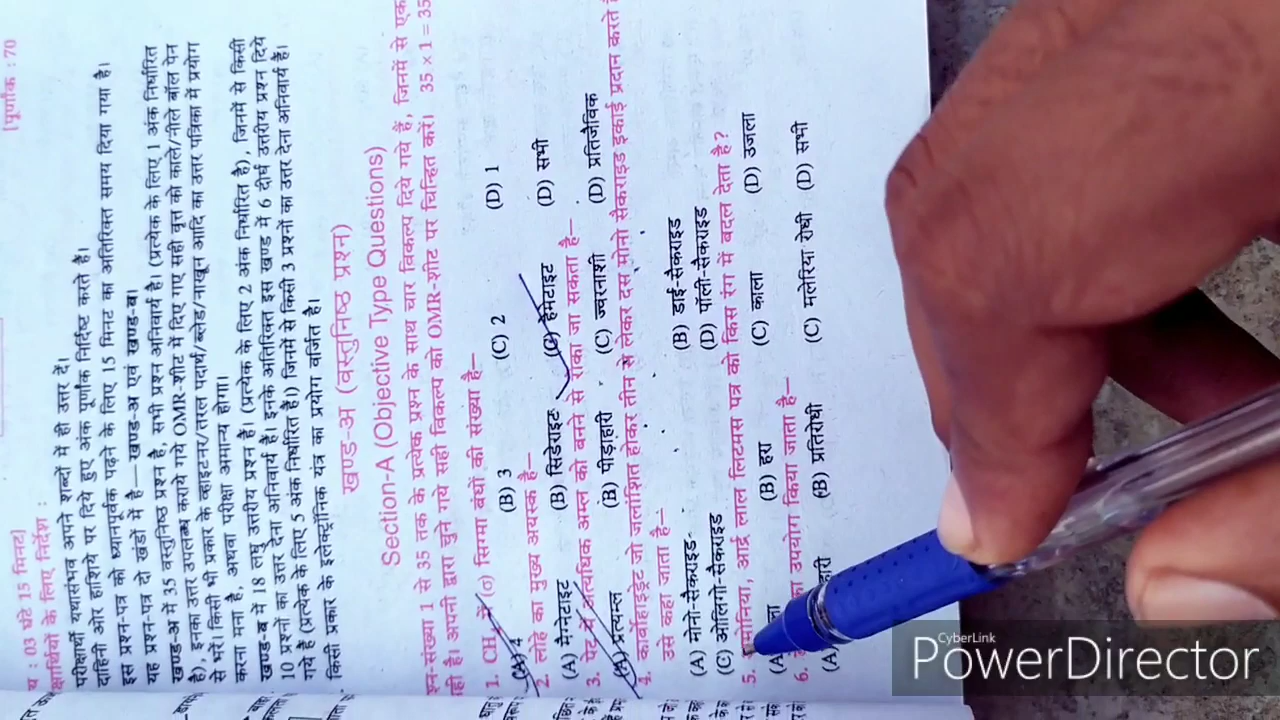 [पूर्णांक : 70
य : 03 घंटे 15 मिनट]
क्षार्थियों के लिए निर्देश :
परीक्षार्थी यथासंभव अपने शब्दों में ही उत्तर दें।
दाहिनी ओर हाशिये पर दिये हुए अंक पूर्णांक निर्दिष्ट करते हैं।
इस प्रश्न-पत्र को ध्यानपूर्वक पढ़ने के लिए 15 मिनट का अतिरिक्त समय दिया गया है।
यह प्रश्न-पत्र दो खंडों में है— खण्ड-अ एवं खण्ड-ब।
खण्ड-अ में 35 वस्तुनिष्ठ प्रश्न है, सभी प्रश्न अनिवार्य है। (प्रत्येक के लिए 1 अंक निर्धारित
है), इनका उत्तर उपलब्ध कराये गये OMR-शीट में दिए गए सही वृत्त को काले/नीले बॉल पेन
से भरें। किसी भी प्रकार के व्हाइटनर/तरल पदार्थ/ब्लेड/नाखून आदि का उत्तर पत्रिका में प्रयोग
करना मना है, अथवा परीक्षा अमान्य होगा।
खण्ड-ब में 18 लघु उत्तरीय प्रश्न है। (प्रत्येक के लिए 2 अंक निर्धारित है), जिनमें से किसी
10 प्रश्नों का उत्तर देना अनिवार्य है। इनके अतिरिक्त इस खण्ड में 6 दीर्घ उत्तरीय प्रश्न दिये
गये है (प्रत्येक के लिए 5 अंक निर्धारित है।) जिनमें से किसी 3 प्रश्नों का उत्तर देना अनिवार्य है।
किसी प्रकार के इलेक्ट्रॉनिक यंत्र का प्रयोग वर्जित है।
खण्ड-अ (वस्तुनिष्ठ प्रश्न)
Section-A (Objective Type Questions)
श्न-संख्या 1 से 35 तक के प्रत्येक प्रश्न के साथ चार विकल्प दिये गये हैं, जिनमें से एक
ही है। अपनी द्वारा चुने गये सही विकल्प को OMR-शीट पर चिन्हित करें। 35 × 1 = 35
1. CH में (σ) सिग्मा बंधों की संख्या है—
(A) 4 (B) 3 (C) 2 (D) 1
2. लोहे का मुख्य अयस्क है—
(A) मैग्नेटाइट (B) सिडेराइट (C) हेमेटाइट (D) सभी
3. पेट में अत्यधिक अम्ल को बनने से रोका जा सकता है—
(A) प्रत्यम्ल (B) पीड़ाहारी (C) ज्वरनाशी (D) प्रतिजैविक
4. कार्बोहाइड्रेट जो जलांशित होकर तीन से लेकर दस मोनो सैकराइड इकाई प्रदान करते
उसे कहा जाता है—
(A) मोनो-सैकराइड (B) डाई-सैकराइड
(C) ओलिगो-सैकराइड (D) पॉली-सैकराइड
5. मोनिया, आर्द्र लाल लिटमस पत्र को किस रंग में बदल देता है?
(A ला (B) हरा (C) काला (D) उजला
6. का उपयोग किया जाता है—
(A) हारी (B) प्रतिरोधी (C) मलेरिया रोधी (D) सभी
CyberLink
PowerDirector